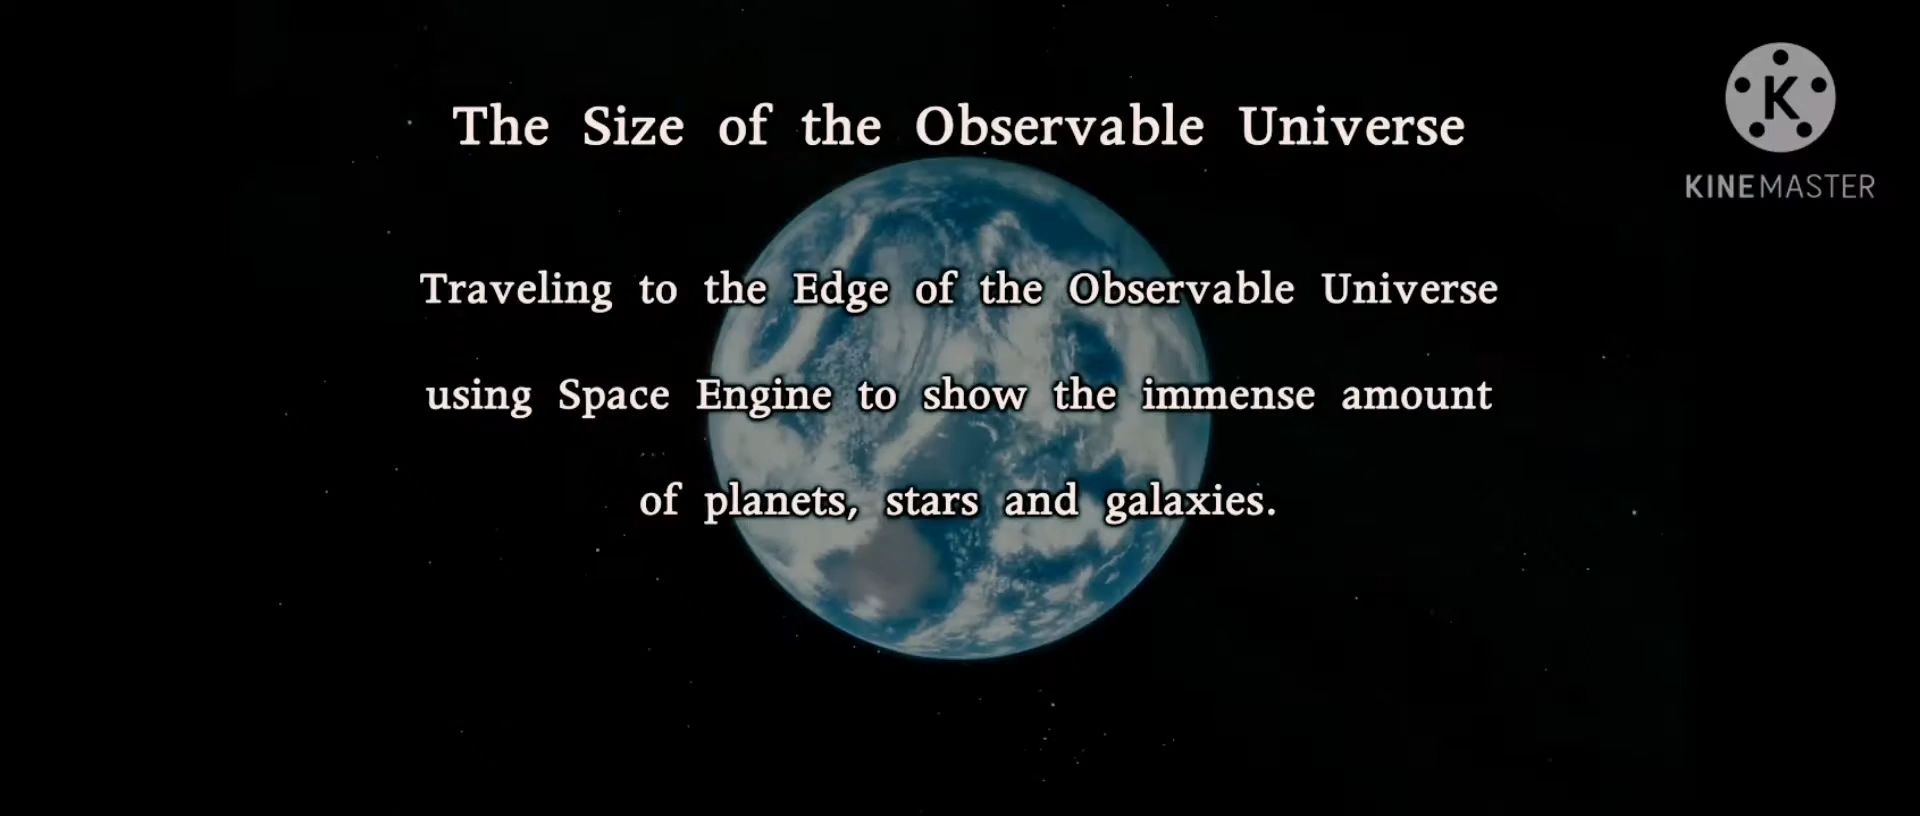 The Size of the Observable Universe
K
KINEMASTER
Traveling to the Edge of the Observable Universe
using Space Engine to show the immense amount
of planets, stars and galaxies.